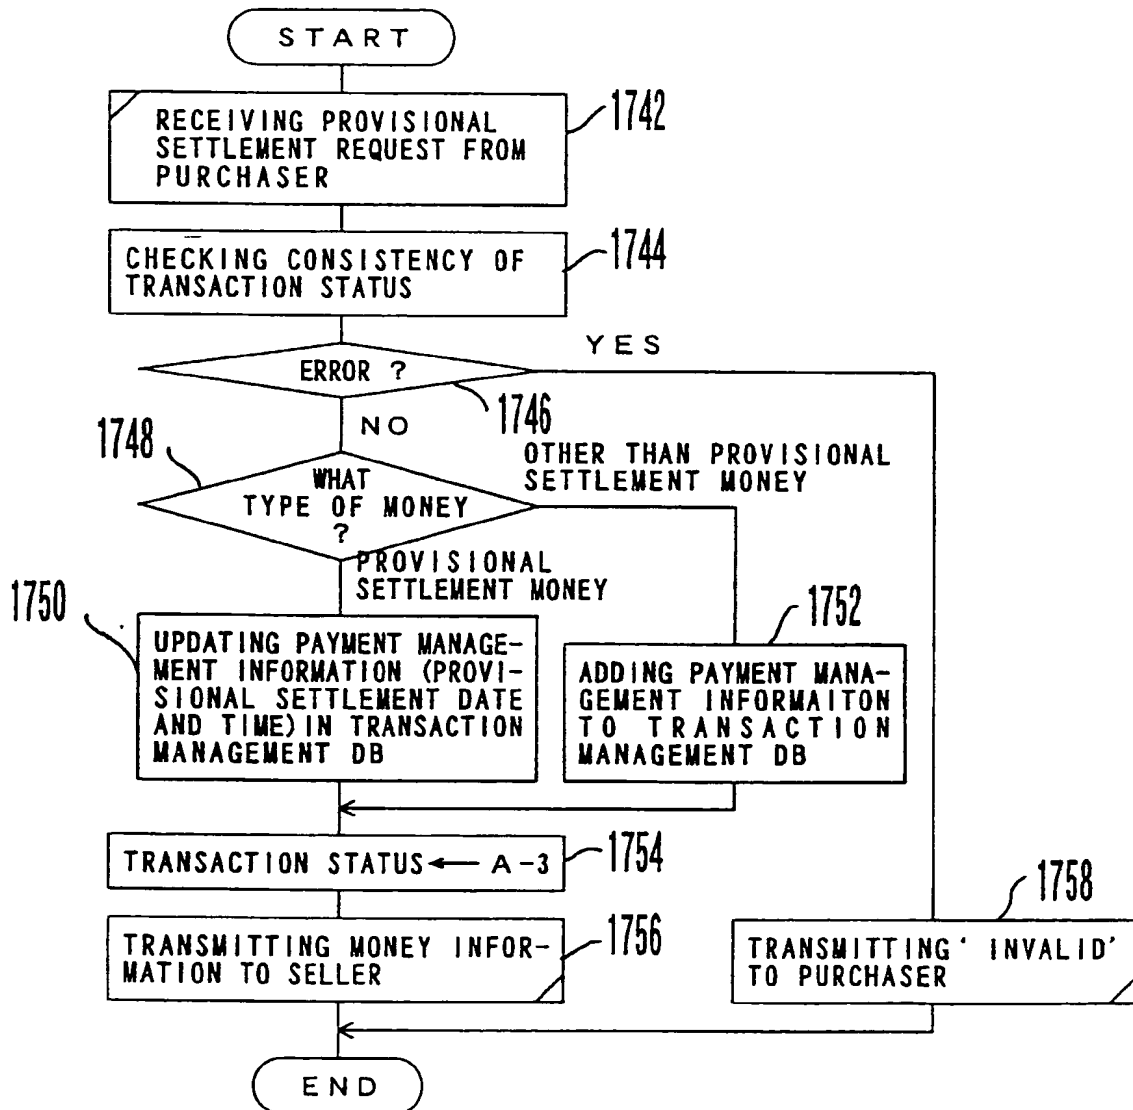 START
RECEIVING PROVISIONAL
SETTLEMENT REQUEST FROM
PURCHASER
1742
CHECKING CONSISTENCY OF
TRANSACTION STATUS
1744
ERROR ?
YES
1746
NO
1748
WHAT
TYPE OF MONEY
?
OTHER THAN PROVISIONAL
SETTLEMENT MONEY
PROVISIONAL
SETTLEMENT MONEY
1750
UPDATING PAYMENT MANAGE-
MENT INFORMATION (PROVI-
SIONAL SETTLEMENT DATE
AND TIME) IN TRANSACTION
MANAGEMENT DB
1752
ADDING PAYMENT MANA-
GEMENT INFORMAITON
TO TRANSACTION
MANAGEMENT DB
TRANSACTION STATUS ← A-3
1754
TRANSMITTING MONEY INFOR-
MATION TO SELLER
1756
1758
TRANSMITTING ' INVALID'
TO PURCHASER
END